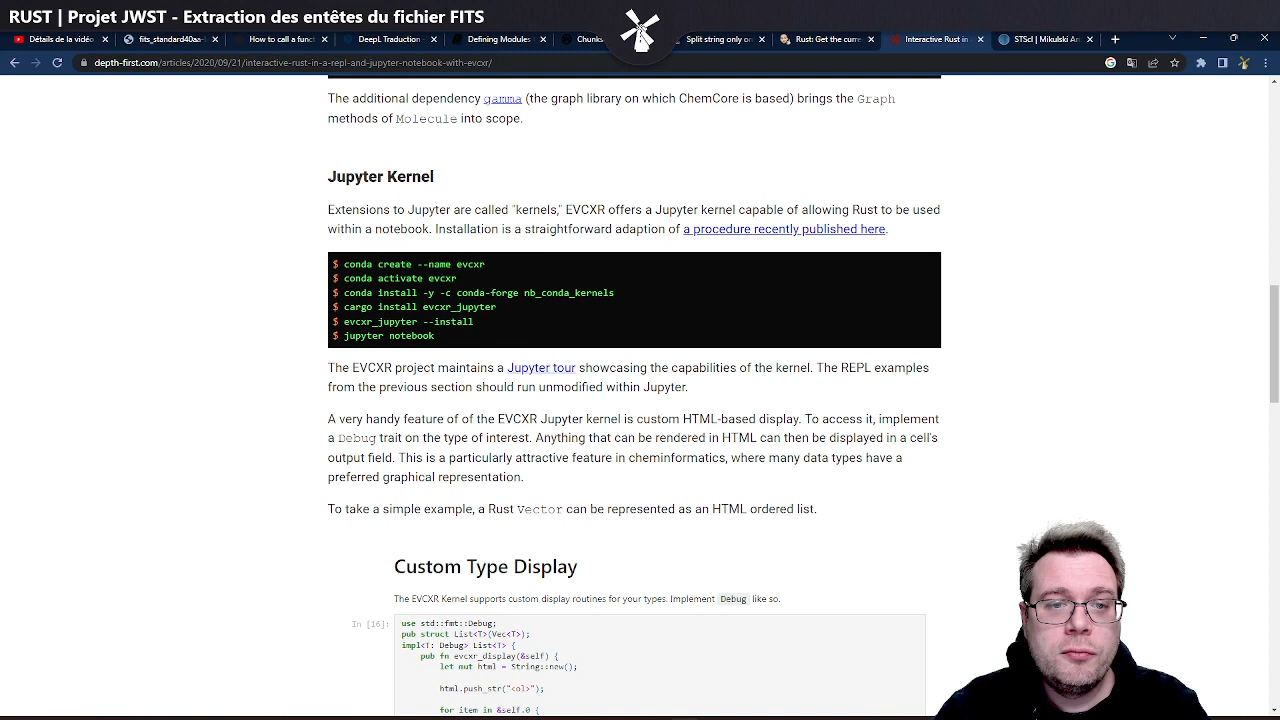 RUST | Projet JWST - Extraction des entêtes du fichier FITS
Détails de la vidéo
fits_standard40aa-l
How to call a funct
DeepL Traduction -
Defining Modules
Chunks
Split string only on
Rust: Get the curre
Interactive Rust in
STScI | Mikulski Ar
depth-first.com/articles/2020/09/21/interactive-rust-in-a-repl-and-jupyter-notebook-with-evcxr/
The additional dependency gamma (the graph library on which ChemCore is based) brings the Graph
methods of Molecule into scope.
Jupyter Kernel
Extensions to Jupyter are called "kernels," EVCXR offers a Jupyter kernel capable of allowing Rust to be used
within a notebook. Installation is a straightforward adaption of a procedure recently published here.
$ conda create --name evcxr
$ conda activate evcxr
$ conda install -y -c conda-forge nb_conda_kernels
$ cargo install evcxr_jupyter
$ evcxr_jupyter --install
$ jupyter notebook
The EVCXR project maintains a Jupyter tour showcasing the capabilities of the kernel. The REPL examples
from the previous section should run unmodified within Jupyter.
A very handy feature of of the EVCXR Jupyter kernel is custom HTML-based display. To access it, implement
a Debug trait on the type of interest. Anything that can be rendered in HTML can then be displayed in a cell's
output field. This is a particularly attractive feature in cheminformatics, where many data types have a
preferred graphical representation.
To take a simple example, a Rust Vector can be represented as an HTML ordered list.
Custom Type Display
The EVCXR Kernel supports custom display routines for your types. Implement Debug like so.
In [16]:
use std::fmt::Debug;
pub struct List<T>(Vec<T>);
impl<T: Debug> List<T> {
pub fn evcxr_display(&self) {
let mut html = String::new();
html.push_str("<ol>");
for item in &self.0 {